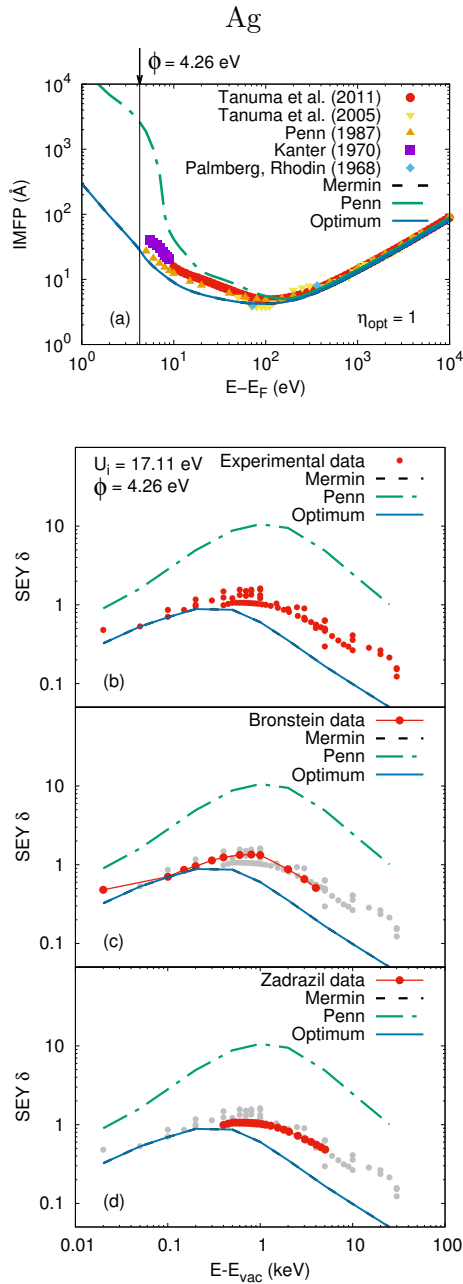 Ag
ϕ = 4.26 eV
10⁴
10³
10²
10¹
10⁰
IMFP (Å)
Tanuma et al. (2011)
Tanuma et al. (2005)
Penn (1987)
Kanter (1970)
Palmberg, Rhodin (1968)
Mermin
Penn
Optimum
(a)
η_opt = 1
10⁰ 10¹ 10² 10³ 10⁴
E−E_F (eV)
U_i = 17.11 eV
ϕ = 4.26 eV
Experimental data
Mermin
Penn
Optimum
10
1
0.1
SEY δ
(b)
Bronstein data
Mermin
Penn
Optimum
10
1
0.1
SEY δ
(c)
Zadrazil data
Mermin
Penn
Optimum
10
1
0.1
SEY δ
(d)
0.01 0.1 1 10 100
E-E_vac (keV)